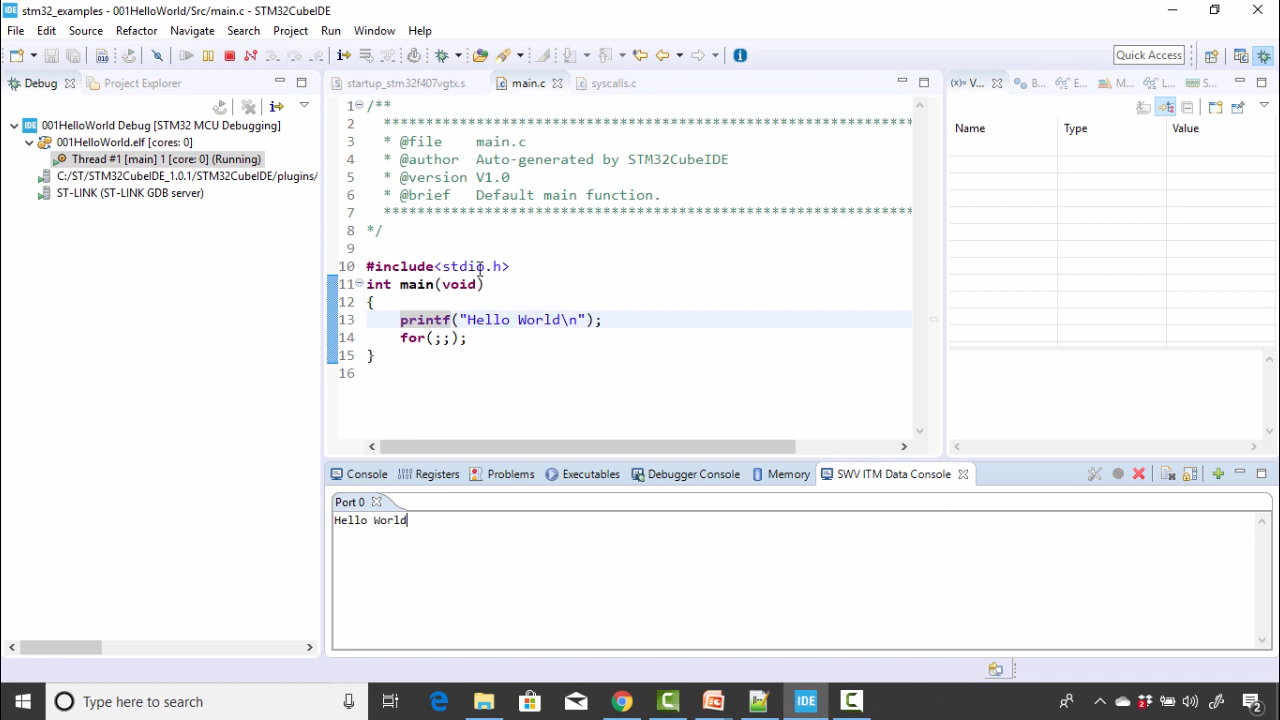 stm32_examples - 001HelloWorld/Src/main.c - STM32CubeIDE
File Edit Source Refactor Navigate Search Project Run Window Help
Quick Access
Debug Project Explorer
001HelloWorld Debug [STM32 MCU Debugging]
001HelloWorld.elf [cores: 0]
Thread #1 [main] 1 [core: 0] (Running)
C:/ST/STM32CubeIDE_1.0.1/STM32CubeIDE/plugins/
ST-LINK (ST-LINK GDB server)
startup_stm32f407vgtx.s main.c syscalls.c
1 /**
2 ******************************************************************************
3 * @file main.c
4 * @author Auto-generated by STM32CubeIDE
5 * @version V1.0
6 * @brief Default main function.
7 ******************************************************************************
8 */
9
10 #include<stdio.h>
11 int main(void)
12 {
13 printf("Hello World\n");
14 for(;;);
15 }
16
(x)= V... B... E... M... L... S...
Name Type Value
Console Registers Problems Executables Debugger Console Memory SWV ITM Data Console
Port 0
Hello World
Type here to search
2